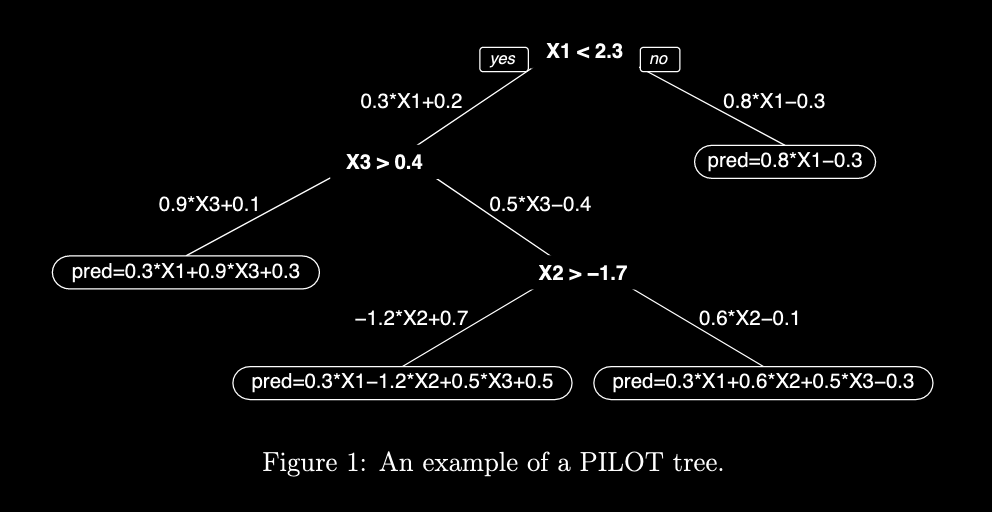 X1 < 2.3
yes
no
0.3*X1+0.2
0.8*X1−0.3
X3 > 0.4
pred=0.8*X1−0.3
0.9*X3+0.1
0.5*X3−0.4
pred=0.3*X1+0.9*X3+0.3
X2 > −1.7
−1.2*X2+0.7
0.6*X2−0.1
pred=0.3*X1−1.2*X2+0.5*X3+0.5
pred=0.3*X1+0.6*X2+0.5*X3−0.3
Figure 1: An example of a PILOT tree.